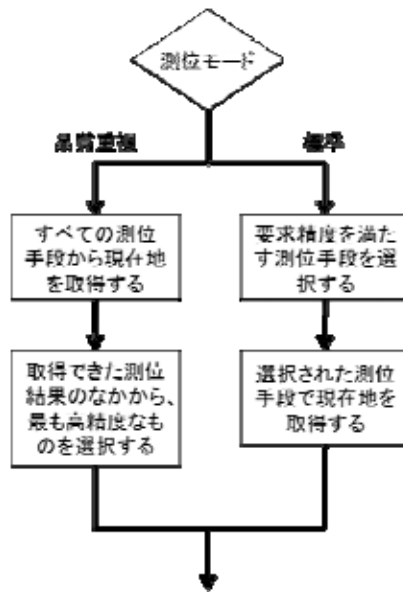 測位モード
品質重視
標準
すべての測位
手段から現在地
を取得する
要求精度を満た
す測位手段を選
択する
取得できた測位
結果のなかから、
最も高精度なも
のを選択する
選択された測位
手段で現在地を
取得する